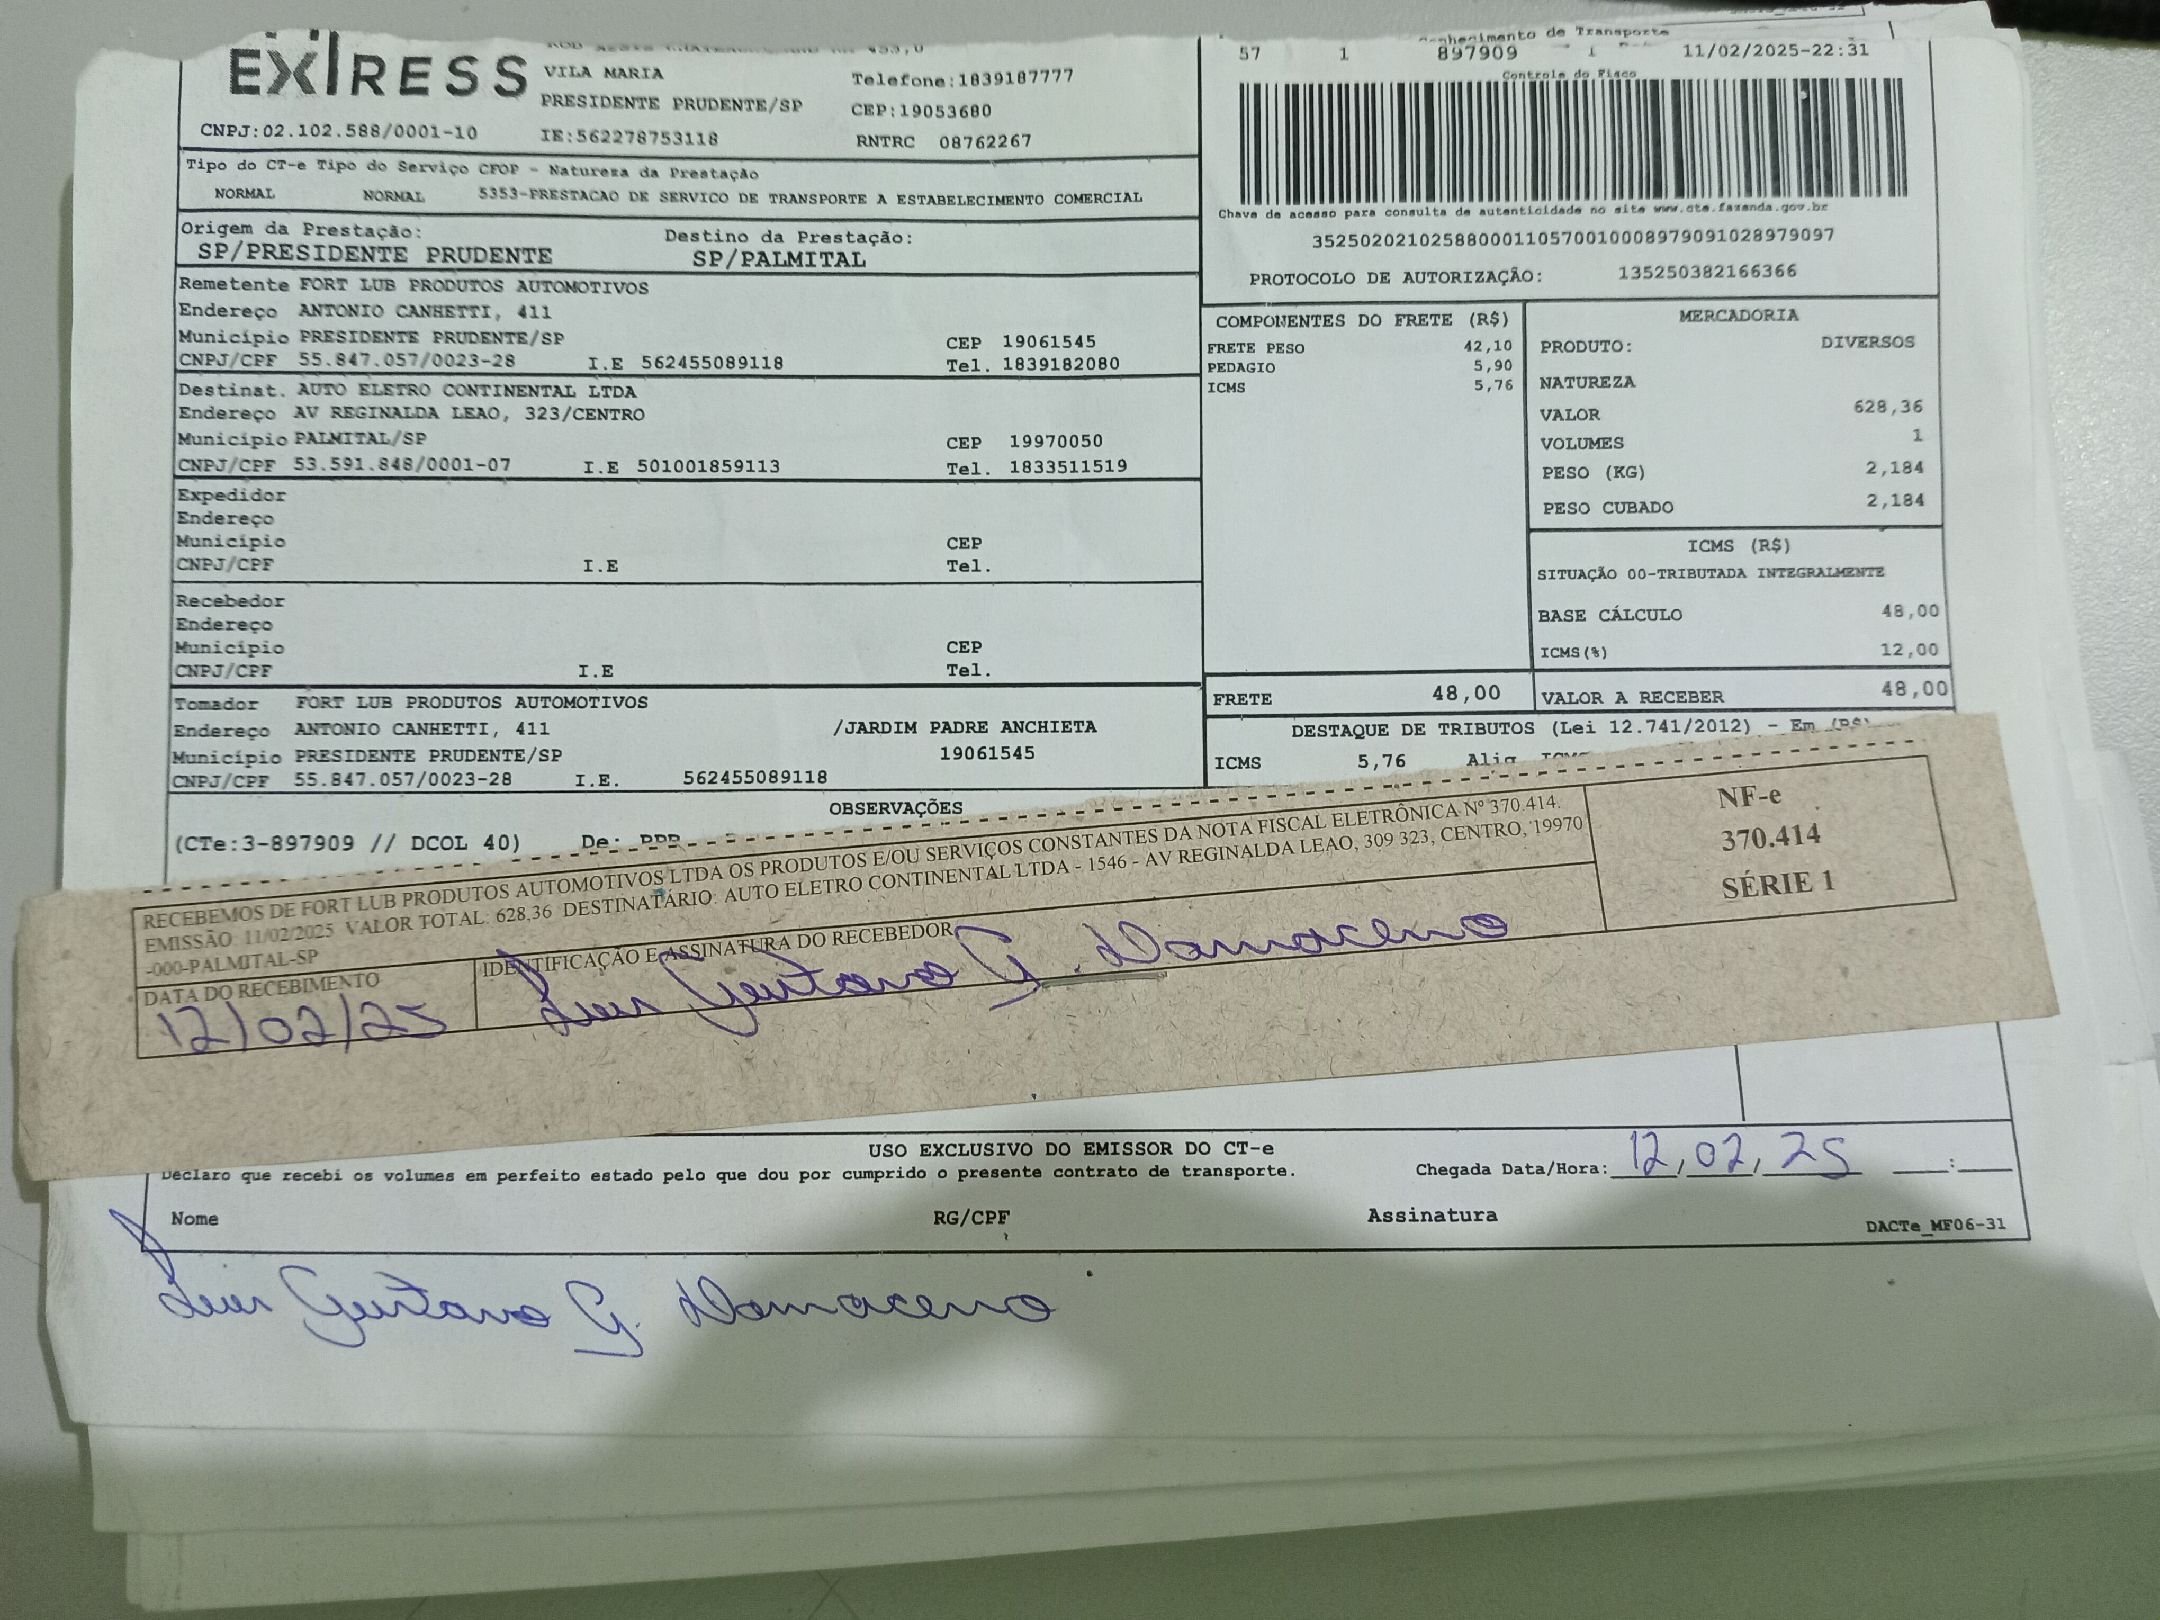 EXPRESS
VILA MARIA
Telefone:1839187777
PRESIDENTE PRUDENTE/SP
CEP:19053680
CNPJ:02.102.588/0001-10
IE:562278753118
RNTRC 08762267
Conhecimento de Transporte
57 1 897909 1 11/02/2025-22:31
Controle do Fisco
Chave de acesso para consulta de autenticidade no site www.cte.fazenda.gov.br
35250202102588000110570010008979091028979097
PROTOCOLO DE AUTORIZAÇÃO: 135250382166366
Tipo do CT-e Tipo do Serviço CFOP - Natureza da Prestação
NORMAL NORMAL 5353-PRESTACAO DE SERVICO DE TRANSPORTE A ESTABELECIMENTO COMERCIAL
Origem da Prestação: Destino da Prestação:
SP/PRESIDENTE PRUDENTE SP/PALMITAL
Remetente FORT LUB PRODUTOS AUTOMOTIVOS
Endereço ANTONIO CANHETTI, 411
Município PRESIDENTE PRUDENTE/SP CEP 19061545
CNPJ/CPF 55.847.057/0023-28 I.E 562455089118 Tel. 1839182080
Destinat. AUTO ELETRO CONTINENTAL LTDA
Endereço AV REGINALDA LEAO, 323/CENTRO
Município PALMITAL/SP CEP 19970050
CNPJ/CPF 53.591.848/0001-07 I.E 501001859113 Tel. 1833511519
Expedidor
Endereço
Município CEP
CNPJ/CPF I.E Tel.
Recebedor
Endereço
Município CEP
CNPJ/CPF I.E Tel.
Tomador FORT LUB PRODUTOS AUTOMOTIVOS
Endereço ANTONIO CANHETTI, 411 /JARDIM PADRE ANCHIETA
Município PRESIDENTE PRUDENTE/SP 19061545
CNPJ/CPF 55.847.057/0023-28 I.E. 562455089118
COMPONENTES DO FRETE (R$)
FRETE PESO 42,10
PEDAGIO 5,90
ICMS 5,76
MERCADORIA
PRODUTO: DIVERSOS
NATUREZA
VALOR 628,36
VOLUMES 1
PESO (KG) 2,184
PESO CUBADO 2,184
ICMS (R$)
SITUAÇÃO 00-TRIBUTADA INTEGRALMENTE
BASE CÁLCULO 48,00
ICMS(%) 12,00
FRETE 48,00
VALOR A RECEBER 48,00
DESTAQUE DE TRIBUTOS (Lei 12.741/2012) - Em (R$)
ICMS 5,76 Aliq
OBSERVAÇÕES
(CTe:3-897909 // DCOL 40) De:
RECEBEMOS DE FORT LUB PRODUTOS AUTOMOTIVOS LTDA OS PRODUTOS E/OU SERVIÇOS CONSTANTES DA NOTA FISCAL ELETRÔNICA Nº 370.414.
EMISSÃO: 11/02/2025 VALOR TOTAL: 628,36 DESTINATÁRIO: AUTO ELETRO CONTINENTAL LTDA - 1546 - AV REGINALDA LEAO, 309 323, CENTRO, 19970
-000-PALMITAL-SP
DATA DO RECEBIMENTO
12/02/25
IDENTIFICAÇÃO E ASSINATURA DO RECEBEDOR
Luis Gustavo G. Damaceno
NF-e
370.414
SÉRIE 1
USO EXCLUSIVO DO EMISSOR DO CT-e
Declaro que recebi os volumes em perfeito estado pelo que dou por cumprido o presente contrato de transporte.
Chegada Data/Hora: 12/02/25 __:__
Nome RG/CPF Assinatura
DACTe_MF06-31
Luis Gustavo G. Damaceno